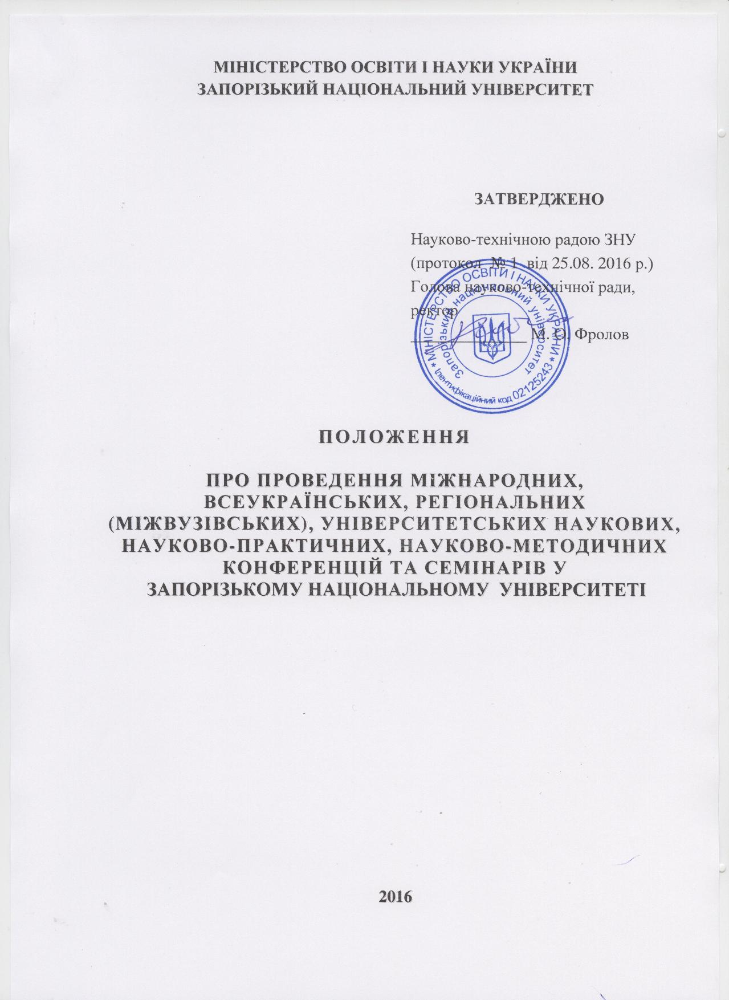 МІНІСТЕРСТВО ОСВІТИ І НАУКИ УКРАЇНИ
ЗАПОРІЗЬКИЙ НАЦІОНАЛЬНИЙ УНІВЕРСИТЕТ
ЗАТВЕРДЖЕНО
Науково-технічною радою ЗНУ
(протокол № 1 від 25.08. 2016 р.)
Голова науково-технічної ради,
ректор
М. О. Фролов
МІНІСТЕРСТВО ОСВІТИ І НАУКИ УКРАЇНИ
Запорізький національний університет
Ідентифікаційний код 02125243
ПОЛОЖЕННЯ
ПРО ПРОВЕДЕННЯ МІЖНАРОДНИХ,
ВСЕУКРАЇНСЬКИХ, РЕГІОНАЛЬНИХ
(МІЖВУЗІВСЬКИХ), УНІВЕРСИТЕТСЬКИХ НАУКОВИХ,
НАУКОВО-ПРАКТИЧНИХ, НАУКОВО-МЕТОДИЧНИХ
КОНФЕРЕНЦІЙ ТА СЕМІНАРІВ У
ЗАПОРІЗЬКОМУ НАЦІОНАЛЬНОМУ УНІВЕРСИТЕТІ
2016